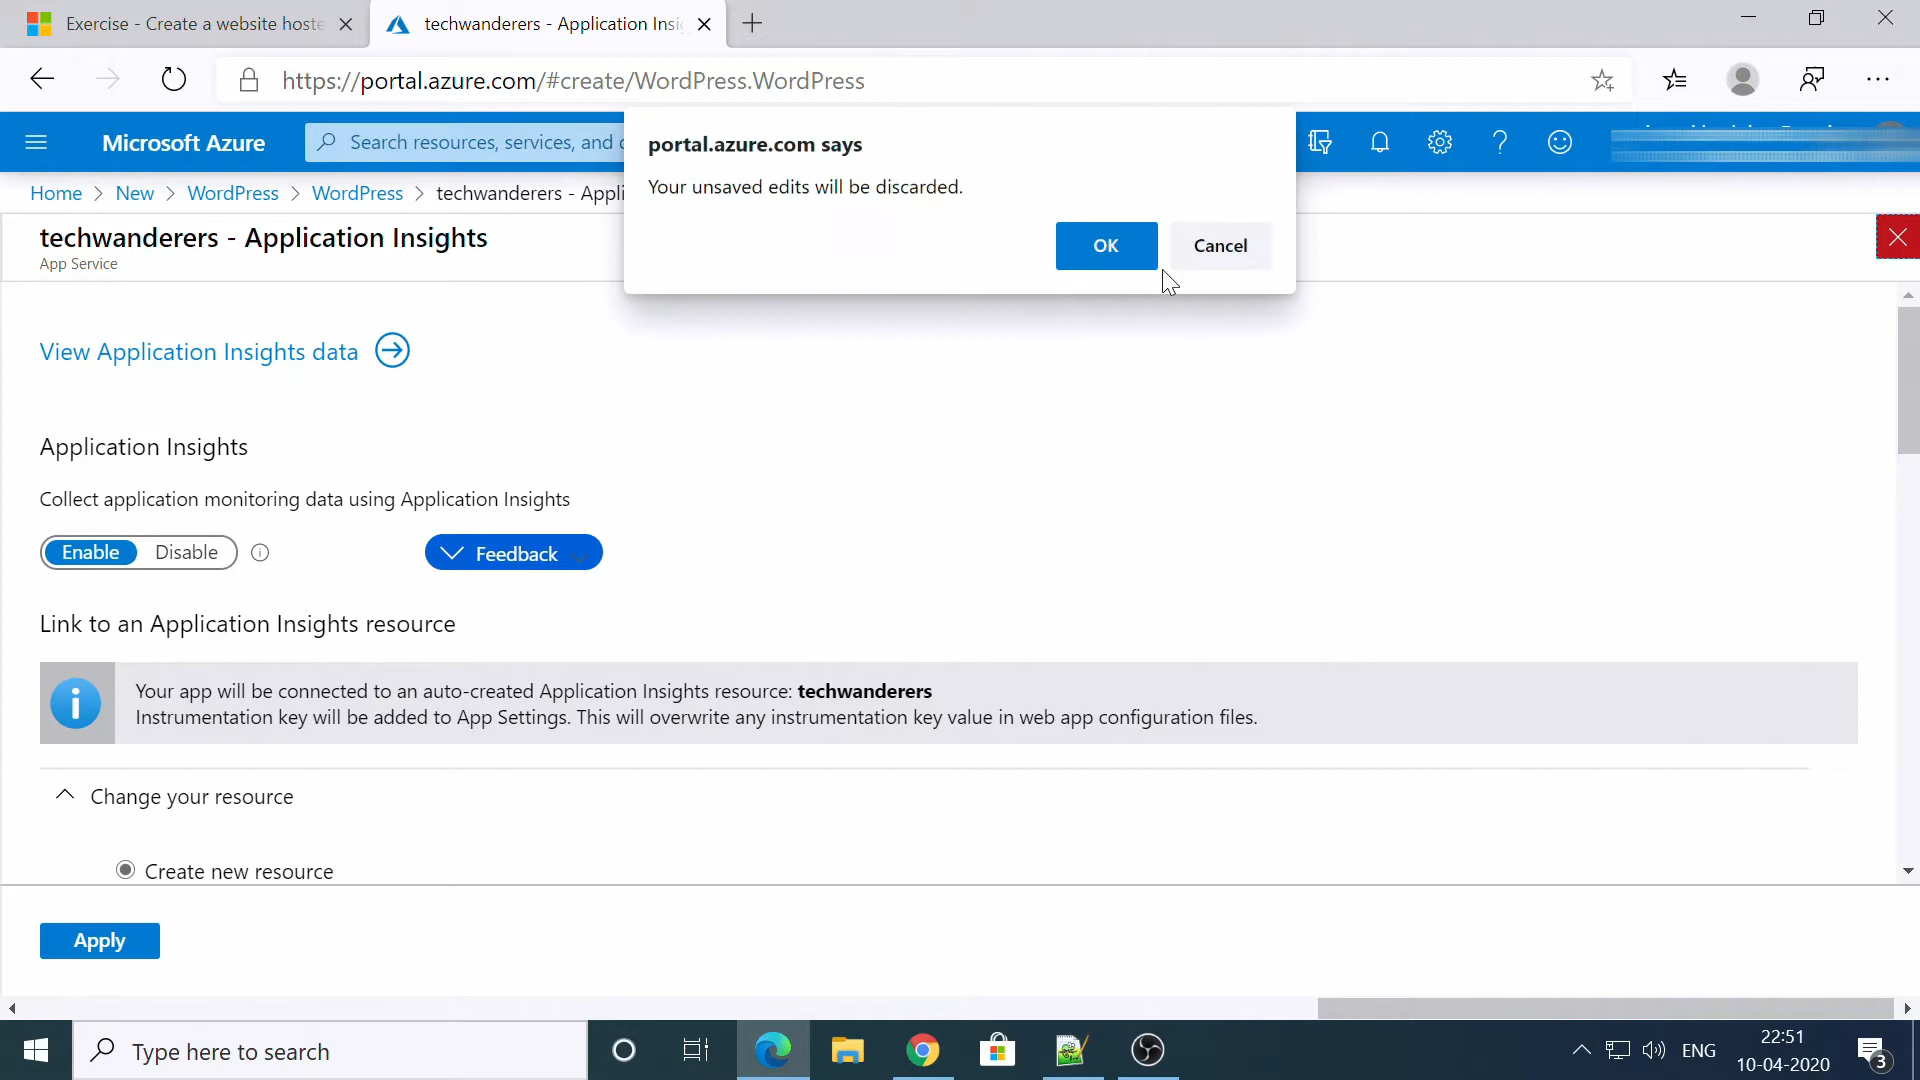 Exercise - Create a website hoste
techwanderers - Application Insi
https://portal.azure.com/#create/WordPress.WordPress
Microsoft Azure
Search resources, services, and d
portal.azure.com says
Your unsaved edits will be discarded.
OK
Cancel
Home > New > WordPress > WordPress > techwanderers - Appli
techwanderers - Application Insights
App Service
View Application Insights data
Application Insights
Collect application monitoring data using Application Insights
Enable Disable
Feedback
Link to an Application Insights resource
Your app will be connected to an auto-created Application Insights resource: techwanderers
Instrumentation key will be added to App Settings. This will overwrite any instrumentation key value in web app configuration files.
Change your resource
Create new resource
Apply
Type here to search
ENG
22:51
10-04-2020
3